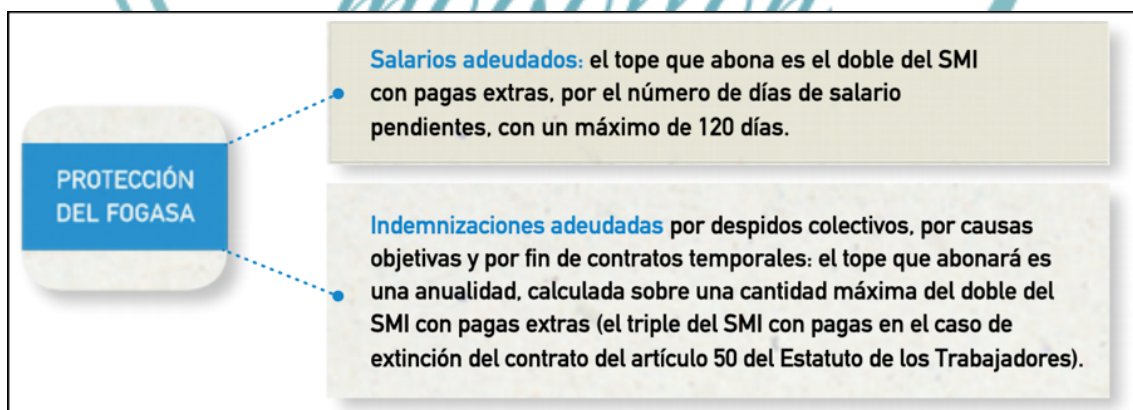 Salarios adeudados: el tope que abona es el doble del SMI
con pagas extras, por el número de días de salario
pendientes, con un máximo de 120 días.
PROTECCIÓN
DEL FOGASA
Indemnizaciones adeudadas por despidos colectivos, por causas
objetivas y por fin de contratos temporales: el tope que abonará es
una anualidad, calculada sobre una cantidad máxima del doble del
SMI con pagas extras (el triple del SMI con pagas en el caso de
extinción del contrato del artículo 50 del Estatuto de los Trabajadores).